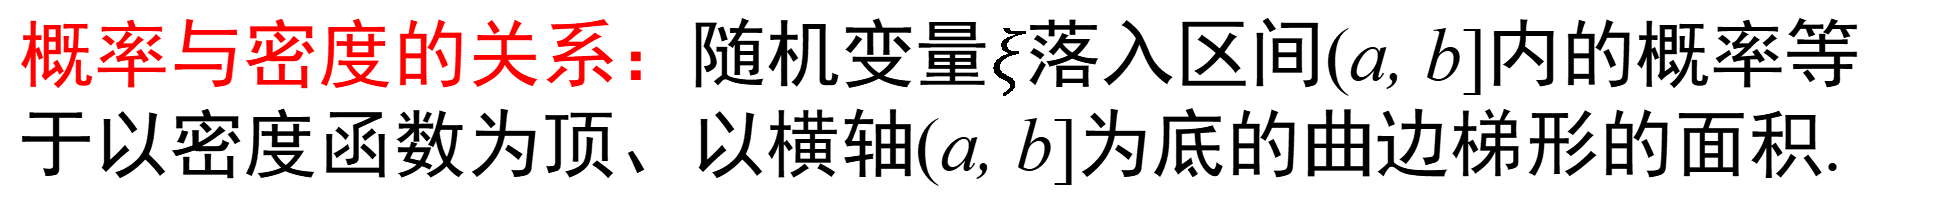 概率与密度的关系：随机变量ξ落入区间(a, b]内的概率等
于以密度函数为顶、以横轴(a, b]为底的曲边梯形的面积.